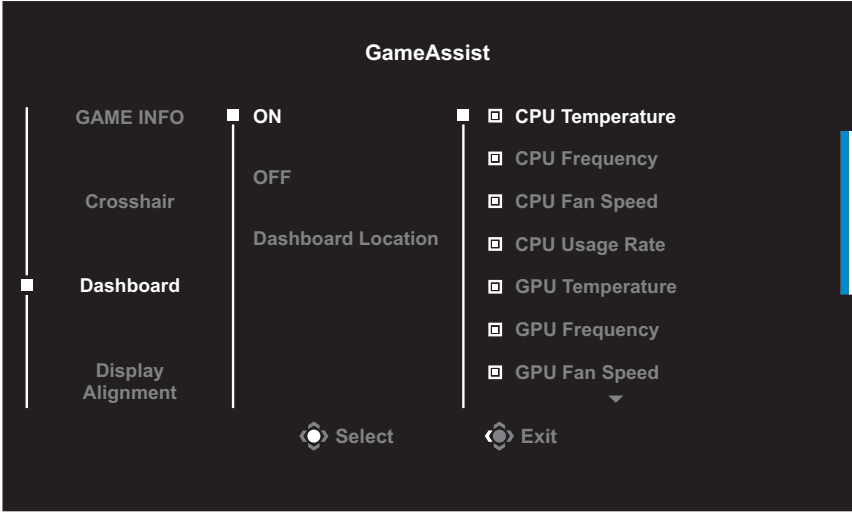 GameAssist
GAME INFO
Crosshair
Dashboard
Display
Alignment
ON
OFF
Dashboard Location
CPU Temperature
CPU Frequency
CPU Fan Speed
CPU Usage Rate
GPU Temperature
GPU Frequency
GPU Fan Speed
Select
Exit